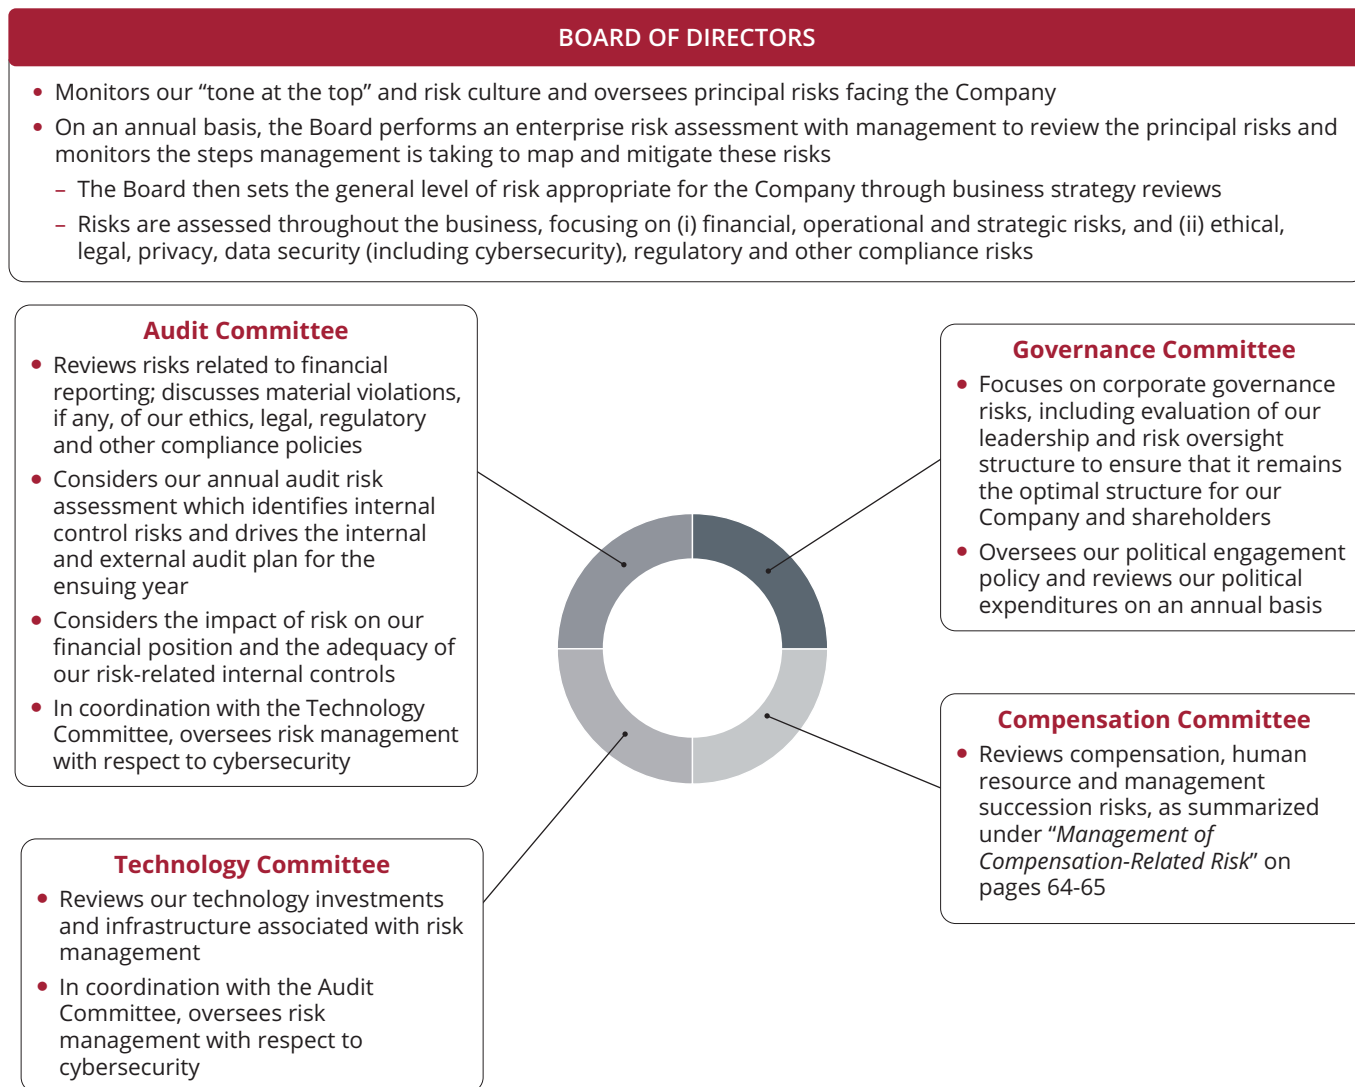 BOARD OF DIRECTORS
• Monitors our “tone at the top” and risk culture and oversees principal risks facing the Company
• On an annual basis, the Board performs an enterprise risk assessment with management to review the principal risks and
monitors the steps management is taking to map and mitigate these risks
– The Board then sets the general level of risk appropriate for the Company through business strategy reviews
– Risks are assessed throughout the business, focusing on (i) financial, operational and strategic risks, and (ii) ethical,
legal, privacy, data security (including cybersecurity), regulatory and other compliance risks
Audit Committee
• Reviews risks related to financial
reporting; discusses material violations,
if any, of our ethics, legal, regulatory
and other compliance policies
• Considers our annual audit risk
assessment which identifies internal
control risks and drives the internal
and external audit plan for the
ensuing year
• Considers the impact of risk on our
financial position and the adequacy of
our risk-related internal controls
• In coordination with the Technology
Committee, oversees risk management
with respect to cybersecurity
Governance Committee
• Focuses on corporate governance
risks, including evaluation of our
leadership and risk oversight
structure to ensure that it remains
the optimal structure for our
Company and shareholders
• Oversees our political engagement
policy and reviews our political
expenditures on an annual basis
Technology Committee
• Reviews our technology investments
and infrastructure associated with risk
management
• In coordination with the Audit
Committee, oversees risk
management with respect to
cybersecurity
Compensation Committee
• Reviews compensation, human
resource and management
succession risks, as summarized
under “Management of
Compensation-Related Risk” on
pages 64-65